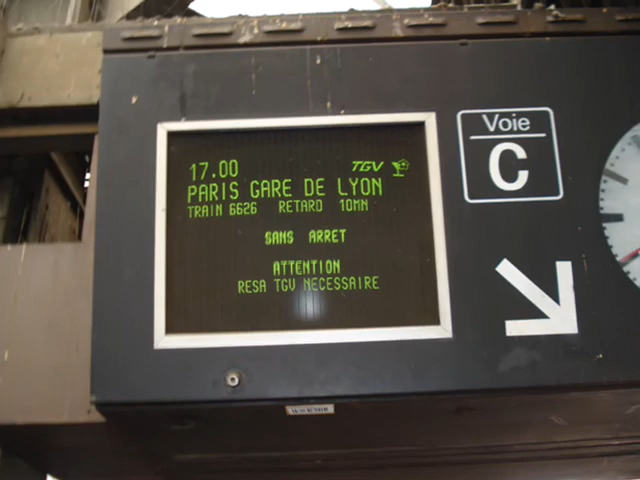 17.00 TGV
PARIS GARE DE LYON
TRAIN 6626 RETARD 10MN
SANS ARRET
ATTENTION
RESA TGV NECESSAIRE
Voie
C